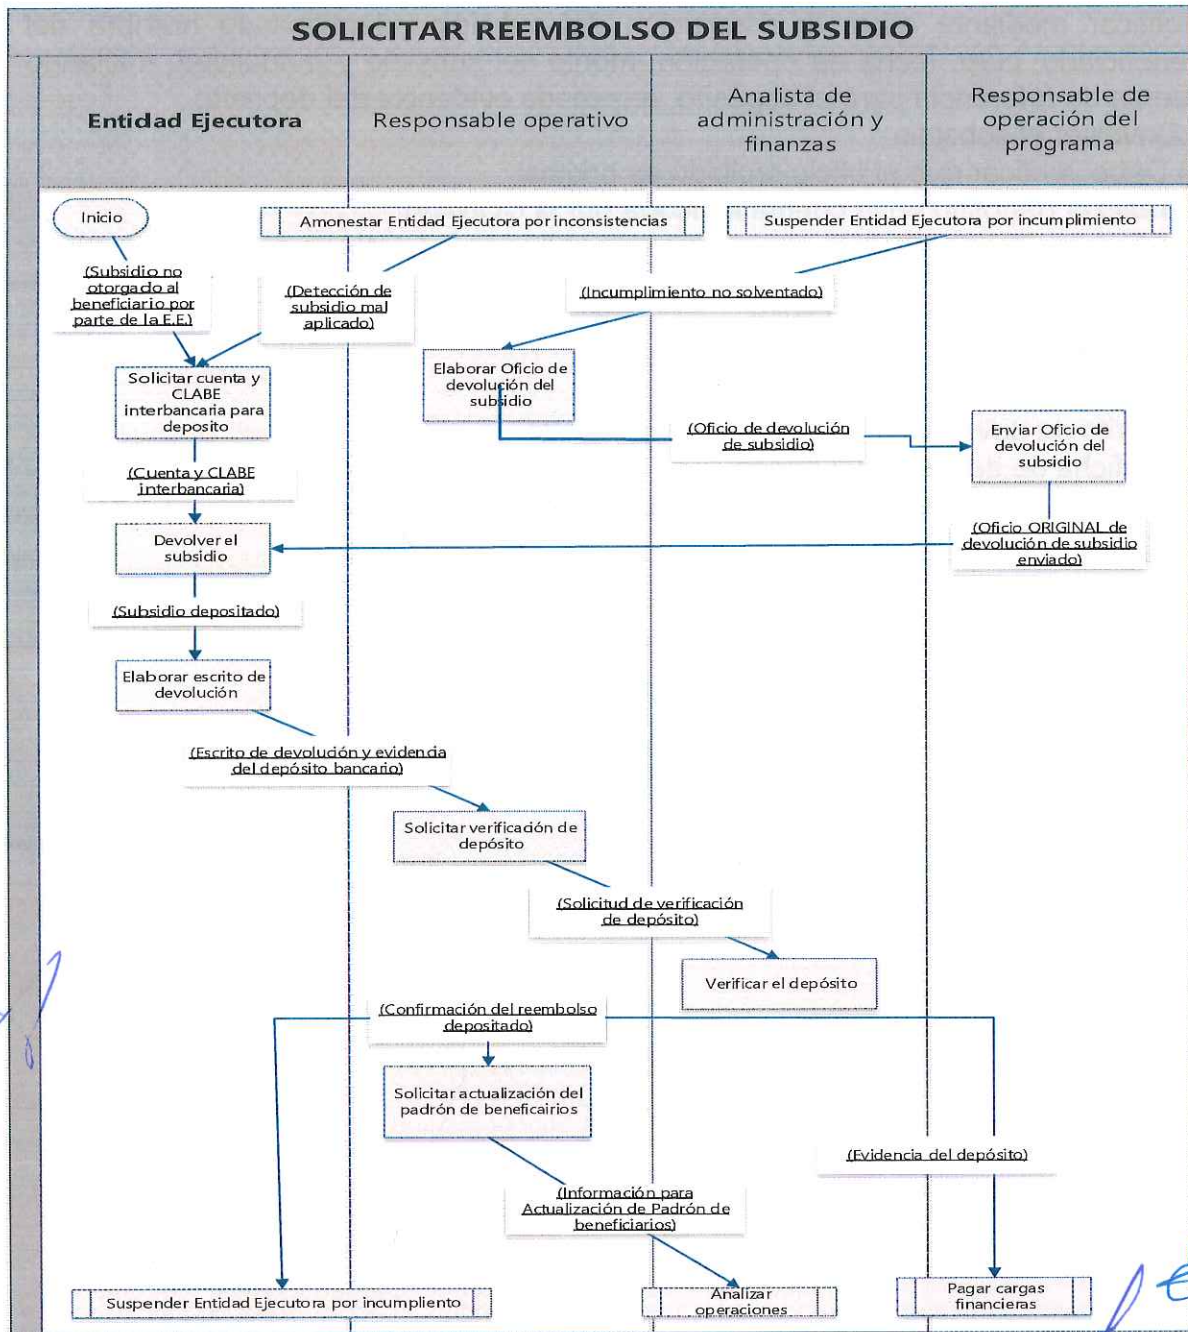 SOLICITAR REEMBOLSO DEL SUBSIDIO
Entidad Ejecutora
Responsable operativo
Analista de
administración y
finanzas
Responsable de
operación del
programa
Inicio
Amonestar Entidad Ejecutora por inconsistencias
Suspender Entidad Ejecutora por incumplimiento
(Subsidio no
otorgado al
beneficiario por
parte de la E.E.)
(Detección de
subsidio mal
aplicado)
(Incumplimiento no solventado)
Solicitar cuenta y
CLABE
interbancaria para
deposito
Elaborar Oficio de
devolución del
subsidio
(Oficio de devolución
de subsidio)
Enviar Oficio de
devolución del
subsidio
(Cuenta y CLABE
interbancaria)
(Oficio ORIGINAL de
devolución de subsidio
enviado)
Devolver el
subsidio
(Subsidio depositado)
Elaborar escrito de
devolución
(Escrito de devolución y evidencia
del depósito bancario)
Solicitar verificación de
depósito
(Solicitud de verificación
de depósito)
Verificar el depósito
(Confirmación del reembolso
depositado)
Solicitar actualización del
padrón de beneficairios
(Evidencia del depósito)
(Información para
Actualización de Padrón de
beneficiarios)
Suspender Entidad Ejecutora por incumpliento
Analizar
operaciones
Pagar cargas
financieras